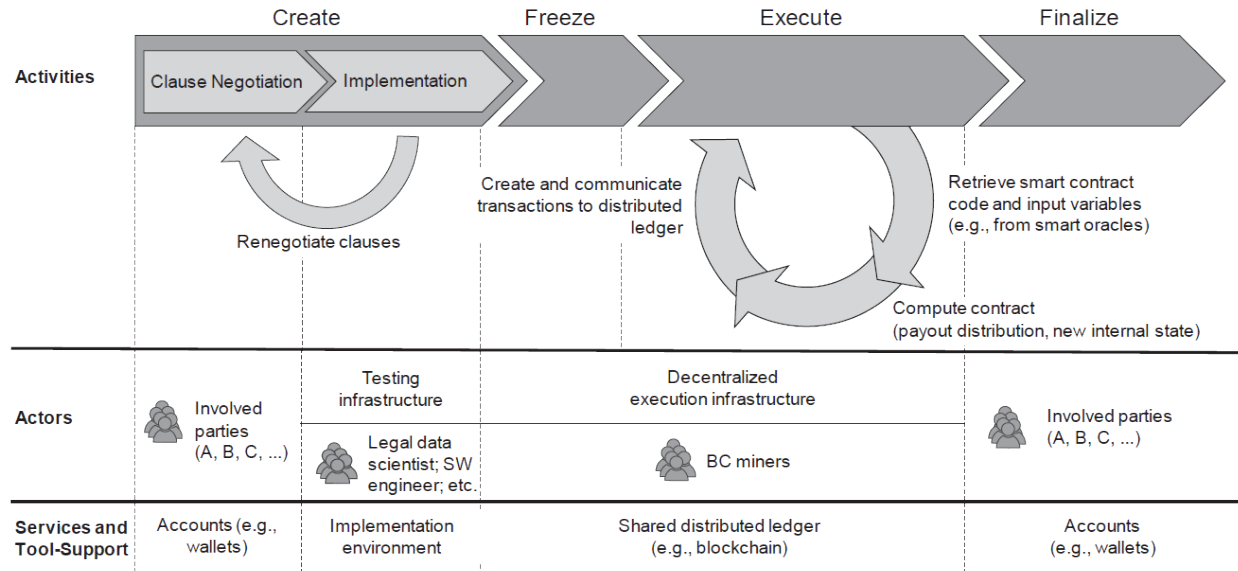 Create
Freeze
Execute
Finalize
Activities
Clause Negotiation
Implementation
Renegotiate clauses
Create and communicate
transactions to distributed
ledger
Retrieve smart contract
code and input variables
(e.g., from smart oracles)
Compute contract
(payout distribution, new internal state)
Actors
Involved
parties
(A, B, C, ...)
Testing
infrastructure
Legal data
scientist; SW
engineer; etc.
Decentralized
execution infrastructure
BC miners
Involved parties
(A, B, C, ...)
Services and
Tool-Support
Accounts (e.g.,
wallets)
Implementation
environment
Shared distributed ledger
(e.g., blockchain)
Accounts
(e.g., wallets)